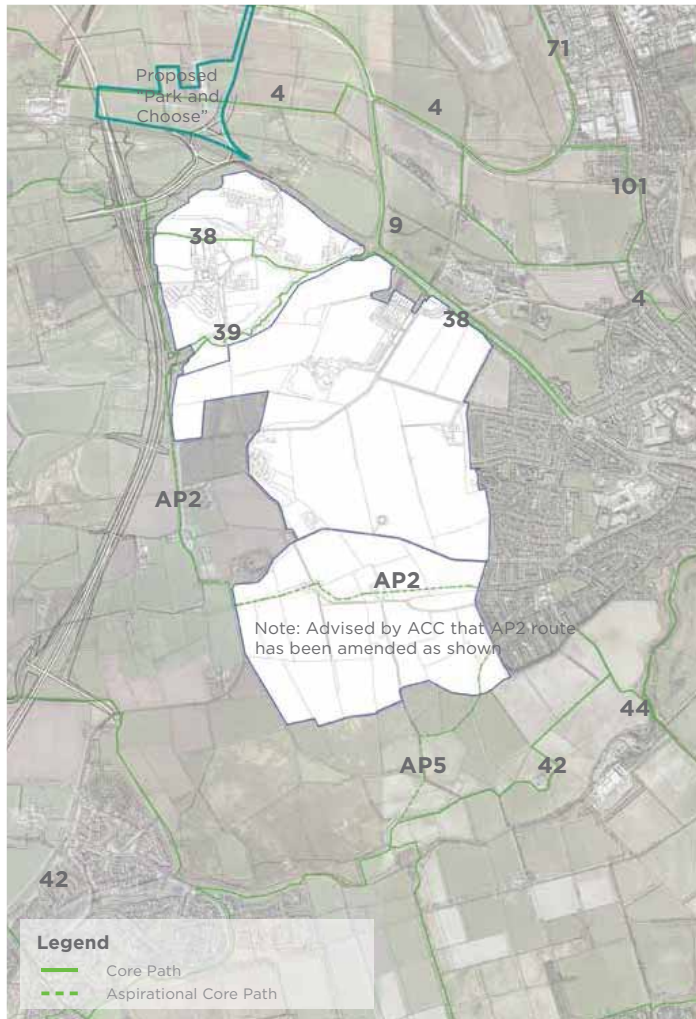 71
Proposed
"Park and
Choose"
4
4
101
9
38
4
39
38
AP2
AP2
Note: Advised by ACC that AP2 route
has been amended as shown
44
AP5
42
42
Legend
Core Path
Aspirational Core Path